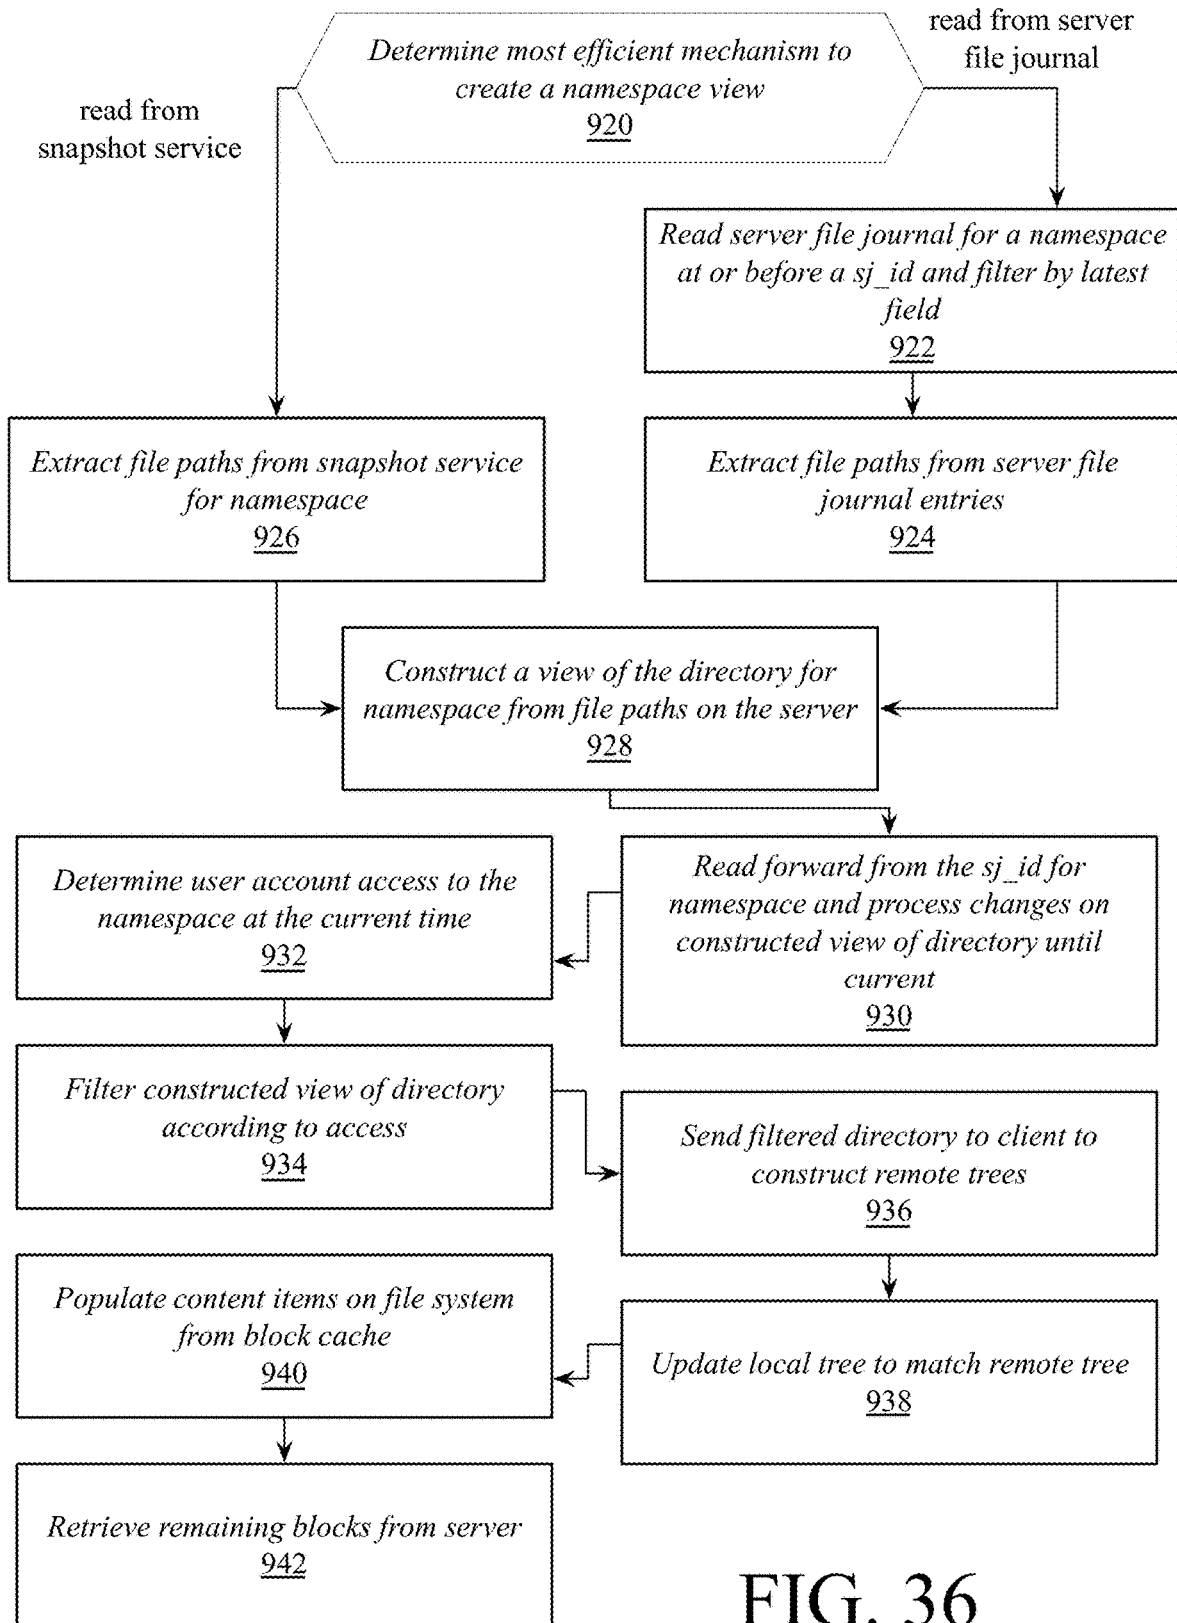 read from server
file journal
Determine most efficient mechanism to
create a namespace view
920
read from
snapshot service
Read server file journal for a namespace
at or before a sj_id and filter by latest
field
922
Extract file paths from snapshot service
for namespace
926
Extract file paths from server file
journal entries
924
Construct a view of the directory for
namespace from file paths on the server
928
Determine user account access to the
namespace at the current time
932
Read forward from the sj_id for
namespace and process changes on
constructed view of directory until
current
930
Filter constructed view of directory
according to access
934
Send filtered directory to client to
construct remote trees
936
Populate content items on file system
from block cache
940
Update local tree to match remote tree
938
Retrieve remaining blocks from server
942
FIG. 36